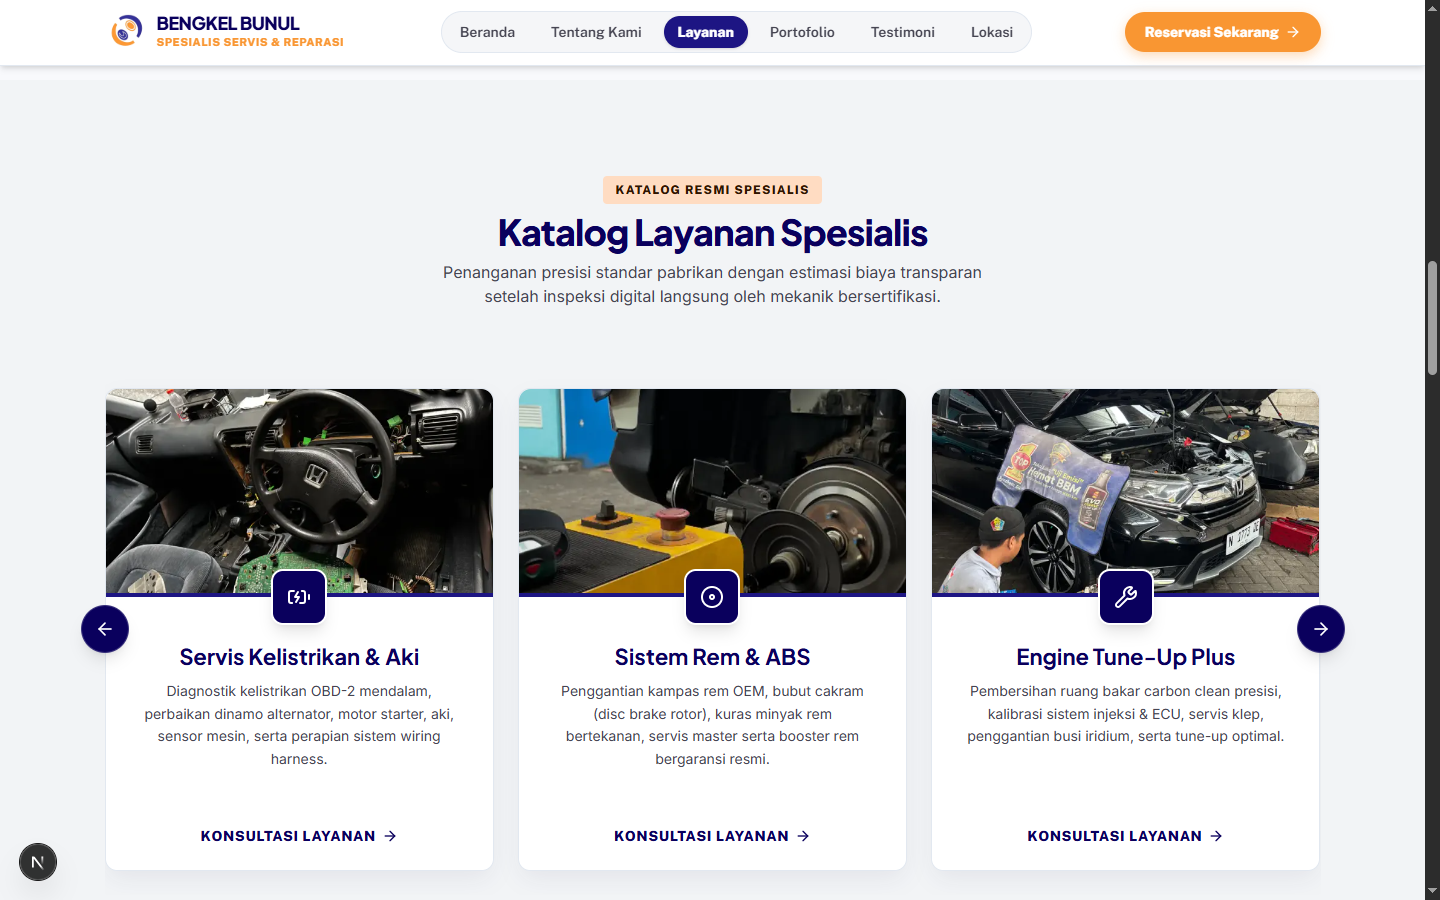 BENGKEL BUNUL
SPESIALIS SERVIS & REPARASI
Beranda
Tentang Kami
Layanan
Portofolio
Testimoni
Lokasi
Reservasi Sekarang →
KATALOG RESMI SPESIALIS
Katalog Layanan Spesialis
Penanganan presisi standar pabrikan dengan estimasi biaya transparan
setelah inspeksi digital langsung oleh mekanik bersertifikasi.
TOP
Hemat BBM
Servis Kelistrikan & Aki
Diagnostik kelistrikan OBD-2 mendalam,
perbaikan dinamo alternator, motor starter, aki,
sensor mesin, serta perapian sistem wiring
harness.
KONSULTASI LAYANAN →
Sistem Rem & ABS
Penggantian kampas rem OEM, bubut cakram
(disc brake rotor), kuras minyak rem
bertekanan, servis master serta booster rem
bergaransi resmi.
KONSULTASI LAYANAN →
Engine Tune-Up Plus
Pembersihan ruang bakar carbon clean presisi,
kalibrasi sistem injeksi & ECU, servis klep,
penggantian busi iridium, serta tune-up optimal.
KONSULTASI LAYANAN →
N